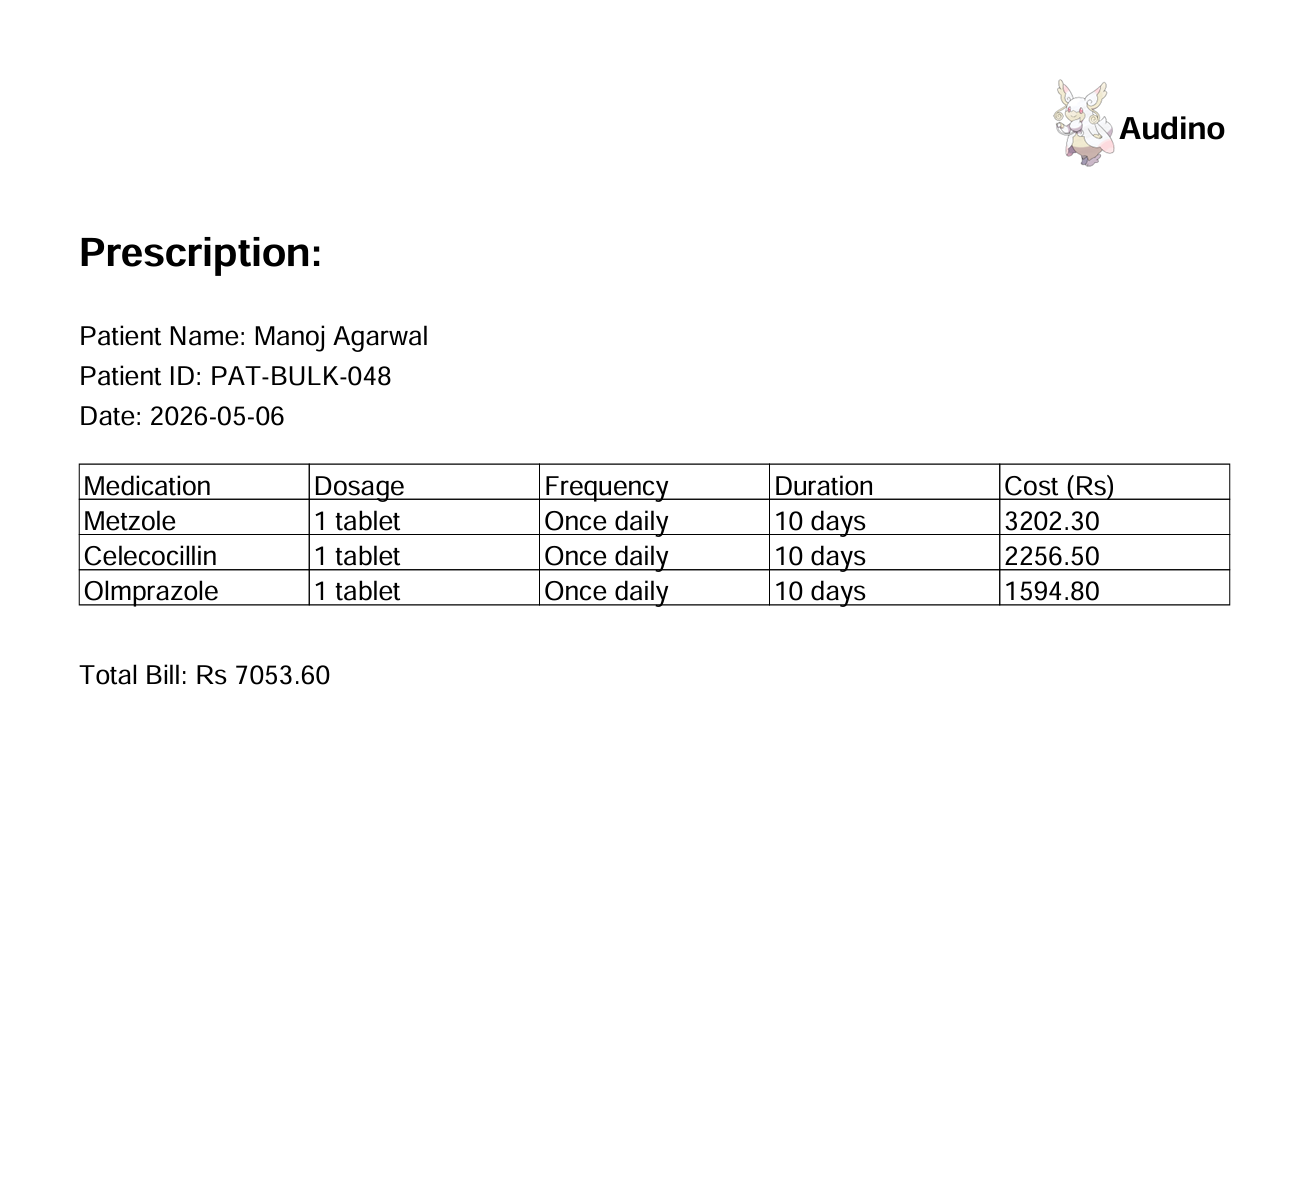 Audino
Prescription:
Patient Name: Manoj Agarwal
Patient ID: PAT-BULK-048
Date: 2026-05-06
Medication Dosage Frequency Duration Cost (Rs)
Metzole 1 tablet Once daily 10 days 3202.30
Celecocillin 1 tablet Once daily 10 days 2256.50
Olmprazole 1 tablet Once daily 10 days 1594.80
Total Bill: Rs 7053.60